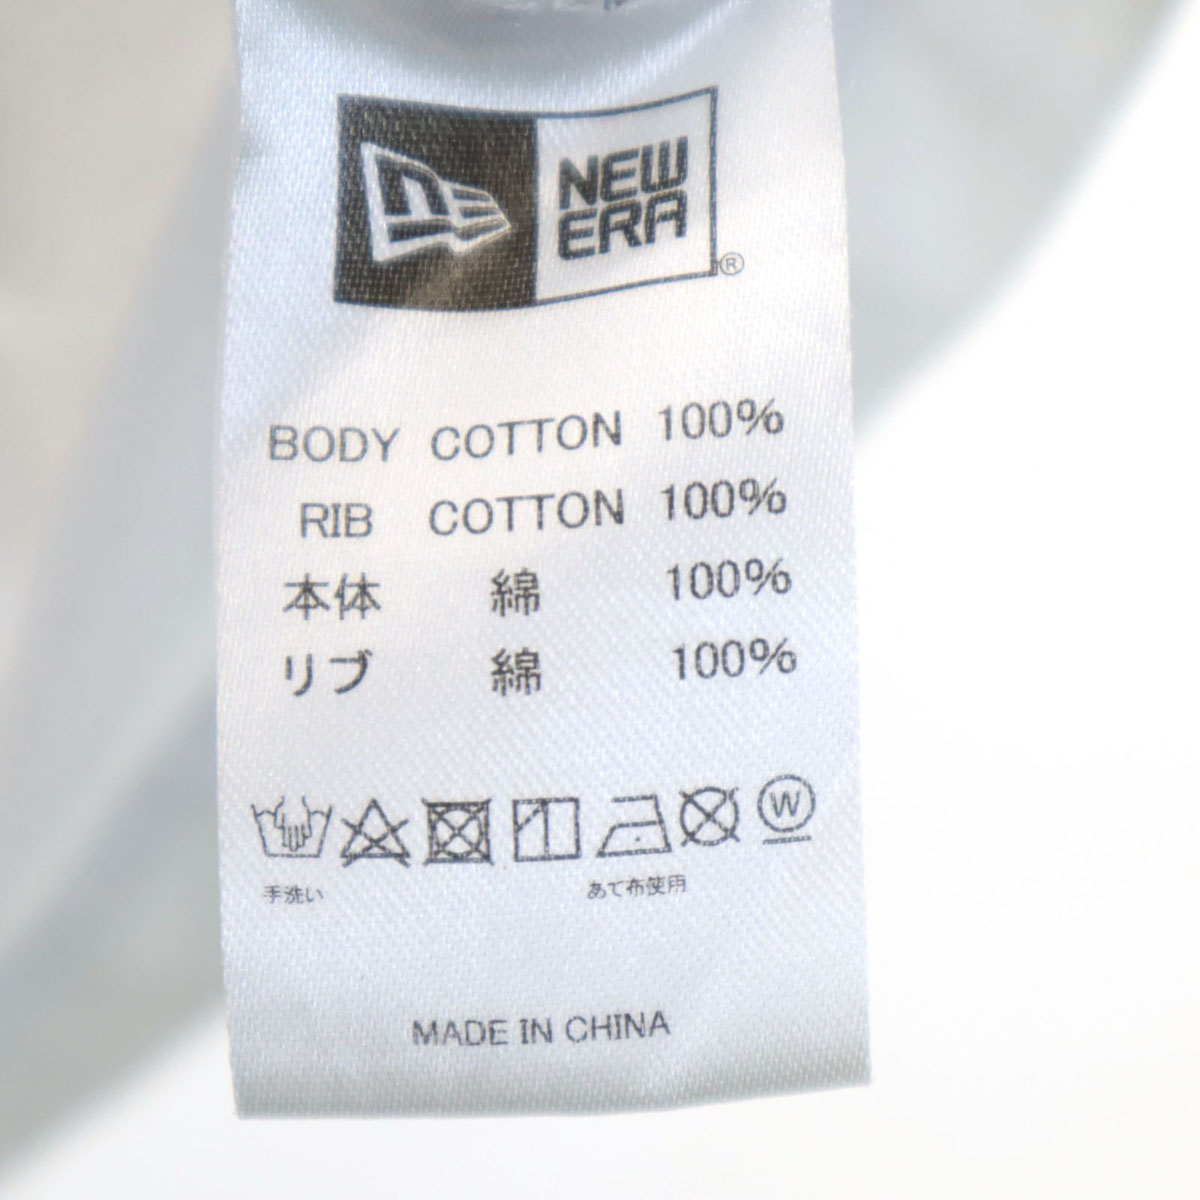 NEW
ERA
®
BODY COTTON 100%
RIB COTTON 100%
本体 綿 100%
リブ 綿 100%
W
手洗い あて布使用
MADE IN CHINA